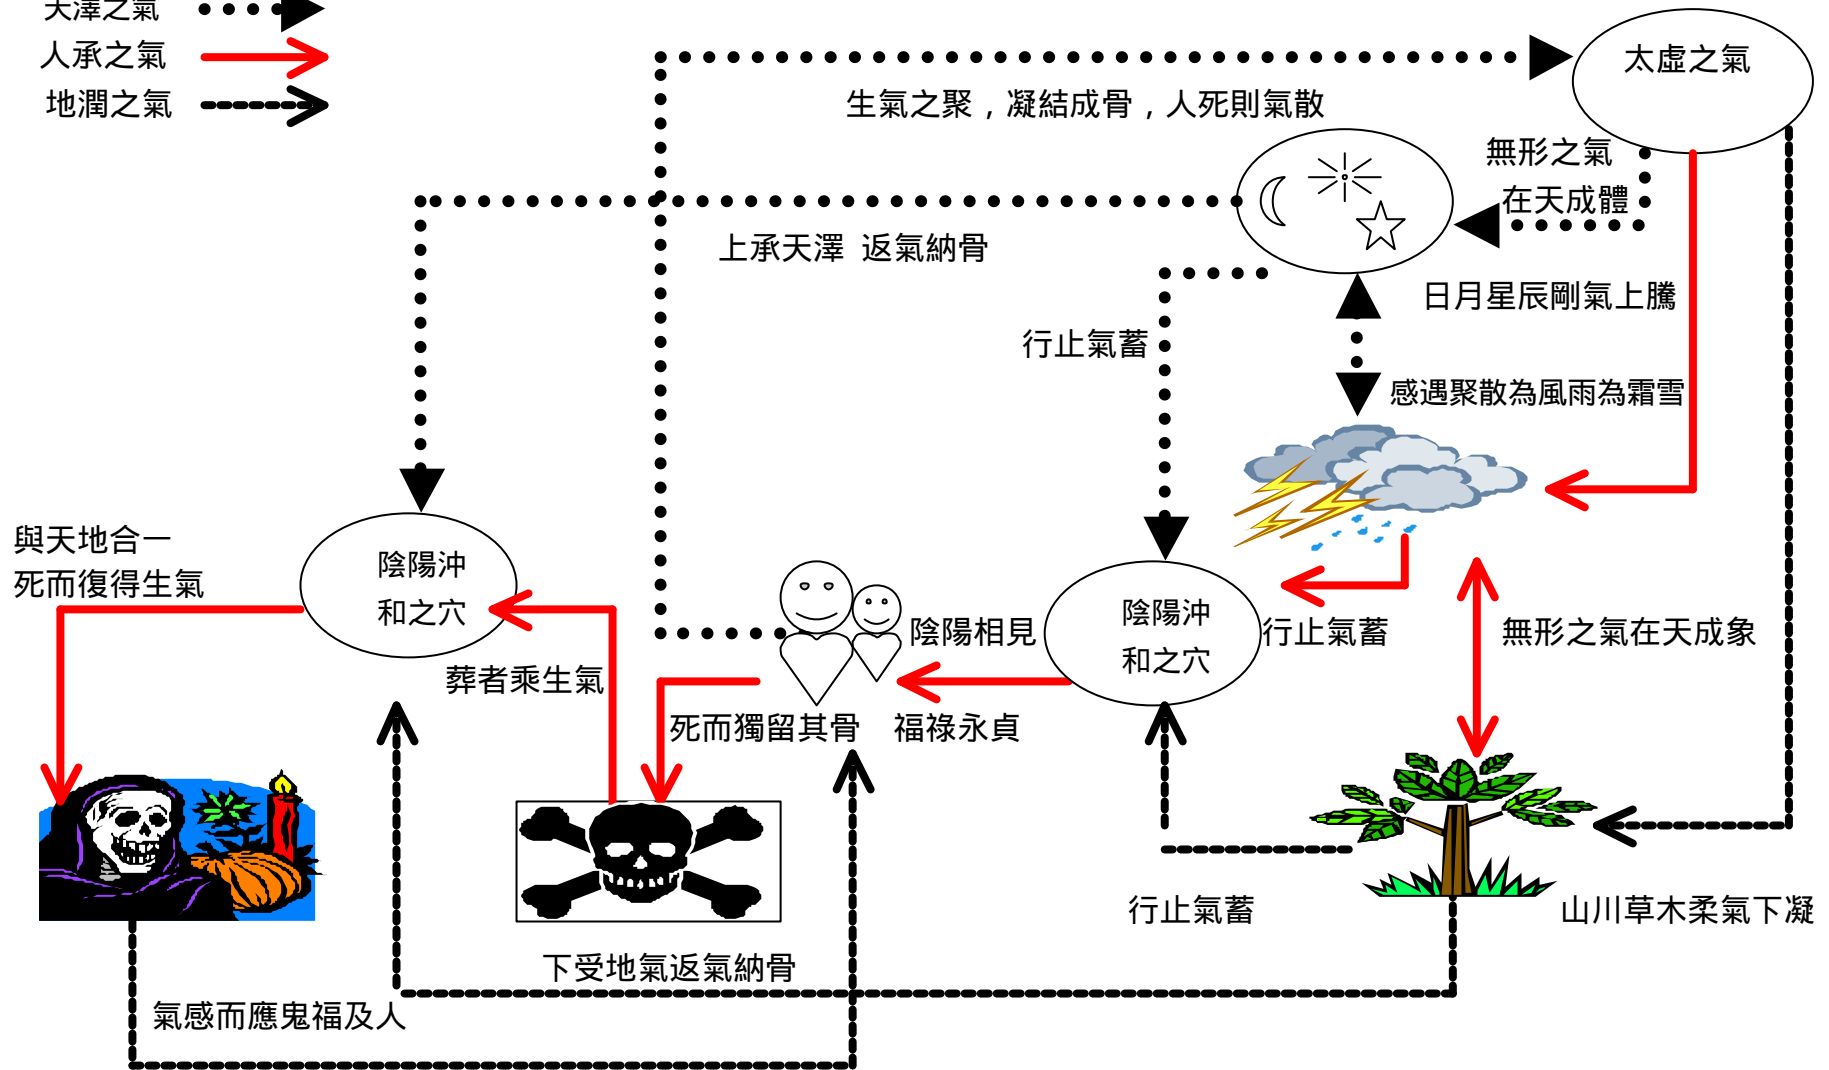 天澤之氣
人承之氣
地潤之氣
太虛之氣
生氣之聚，凝結成骨，人死則氣散
無形之氣
在天成體
上承天澤 返氣納骨
日月星辰剛氣上騰
行止氣蓄
感遇聚散為風雨為霜雪
與天地合一
死而復得生氣
陰陽沖
和之穴
葬者乘生氣
陰陽相見
福祿永貞
死而獨留其骨
陰陽沖
和之穴
行止氣蓄
無形之氣在天成象
行止氣蓄
山川草木柔氣下凝
下受地氣返氣納骨
氣感而應鬼福及人